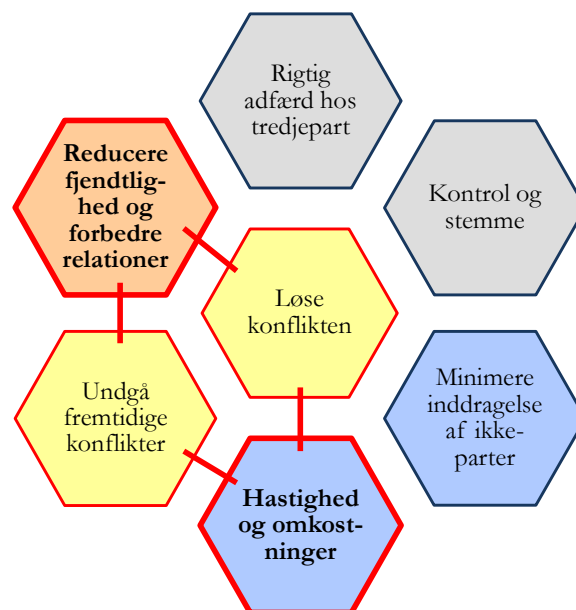 Rigtig
adfærd hos
tredjepart
Reducere
fjendtlig-
hed og
forbedre
relationer
Kontrol og
stemme
Løse
konflikten
Undgå
fremtidige
konflikter
Minimere
inddragelse
af ikke-
parter
Hastighed
og omkost-
ninger